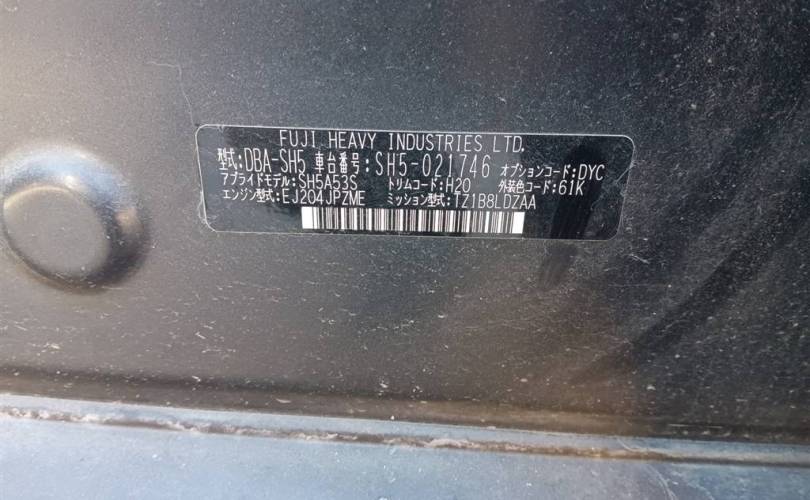 FUJI HEAVY INDUSTRIES LTD.
型式:DBA-SH5 車台番号:SH5-021746 オプションコード:DYC
アプライドモデル:SH5A53S トリムコード:H20 外装色コード:61K
エンジン型式:EJ204JPZME ミッション型式:TZ1B8LDZAA